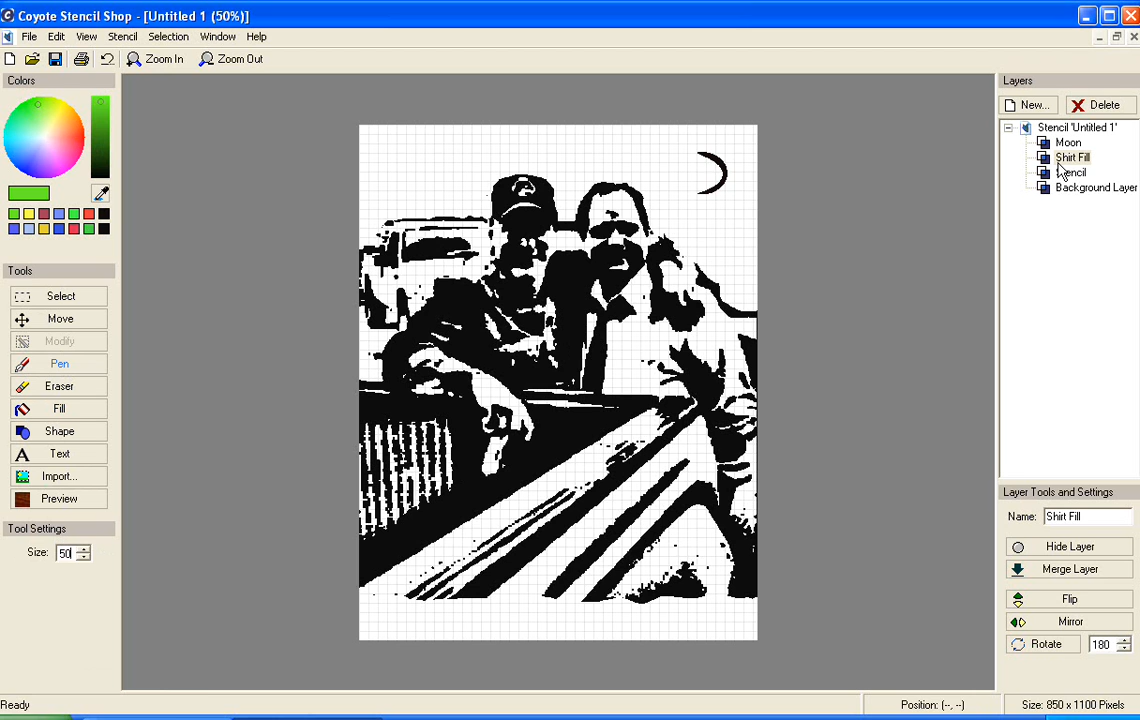 Coyote Stencil Shop - [Untitled 1 (50%)]
File Edit View Stencil Selection Window Help
Zoom In Zoom Out
Colors
Tools
Select
Move
Modify
Pen
Eraser
Fill
Shape
A Text
Import...
Preview
Tool Settings
Size: 50
Layers
New... Delete
Stencil 'Untitled 1'
Moon
Shirt Fill
Background Layer
Layer Tools and Settings
Name: Shirt Fill
Hide Layer
Merge Layer
Flip
Mirror
Rotate 180
Ready
Position: (--, --)
Size: 850 x 1100 Pixels